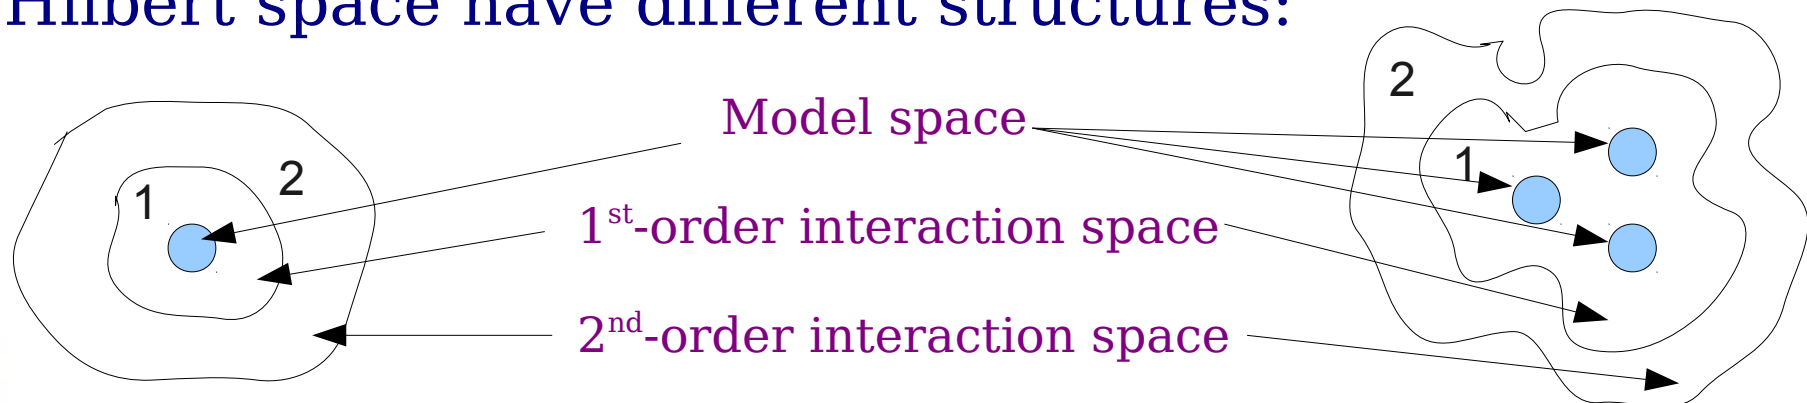 Hilbert space have different structures:
2
Model space
1
2
1
1st-order interaction space
2nd-order interaction space